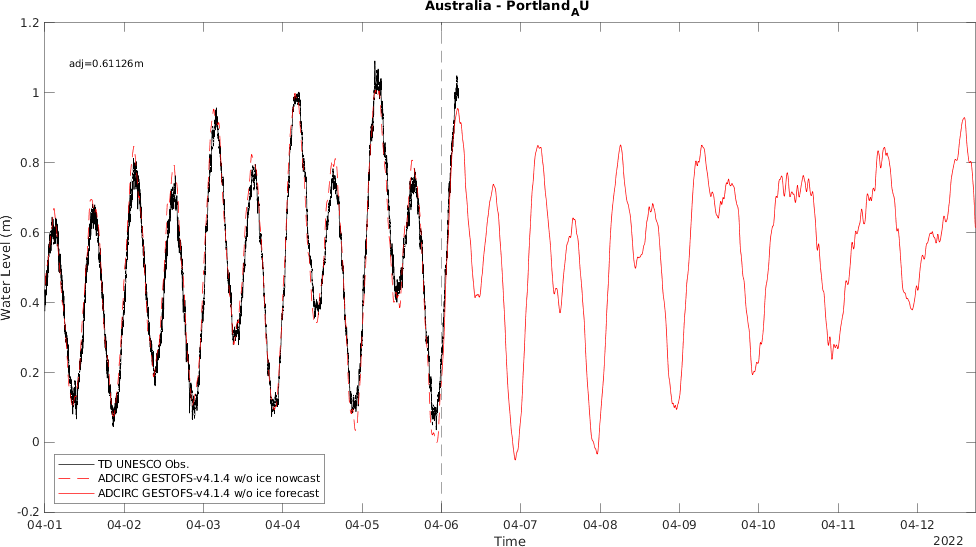 Australia - Portland_AU
adj=0.61126m
1.2
1
0.8
0.6
0.4
0.2
0
-0.2
Water Level (m)
TD UNESCO Obs.
ADCIRC GESTOFS-v4.1.4 w/o ice nowcast
ADCIRC GESTOFS-v4.1.4 w/o ice forecast
04-01 04-02 04-03 04-04 04-05 04-06 04-07 04-08 04-09 04-10 04-11 04-12
Time
2022